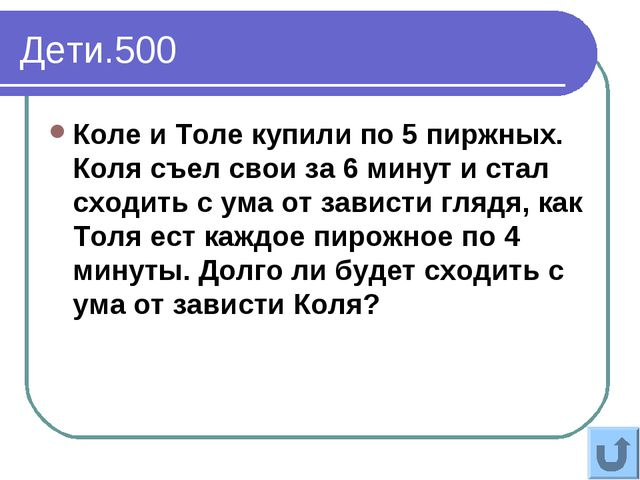 Дети.500
Коле и Толе купили по 5 пиржных.
Коля съел свои за 6 минут и стал
сходить с ума от зависти глядя, как
Толя ест каждое пирожное по 4
минуты. Долго ли будет сходить с
ума от зависти Коля?